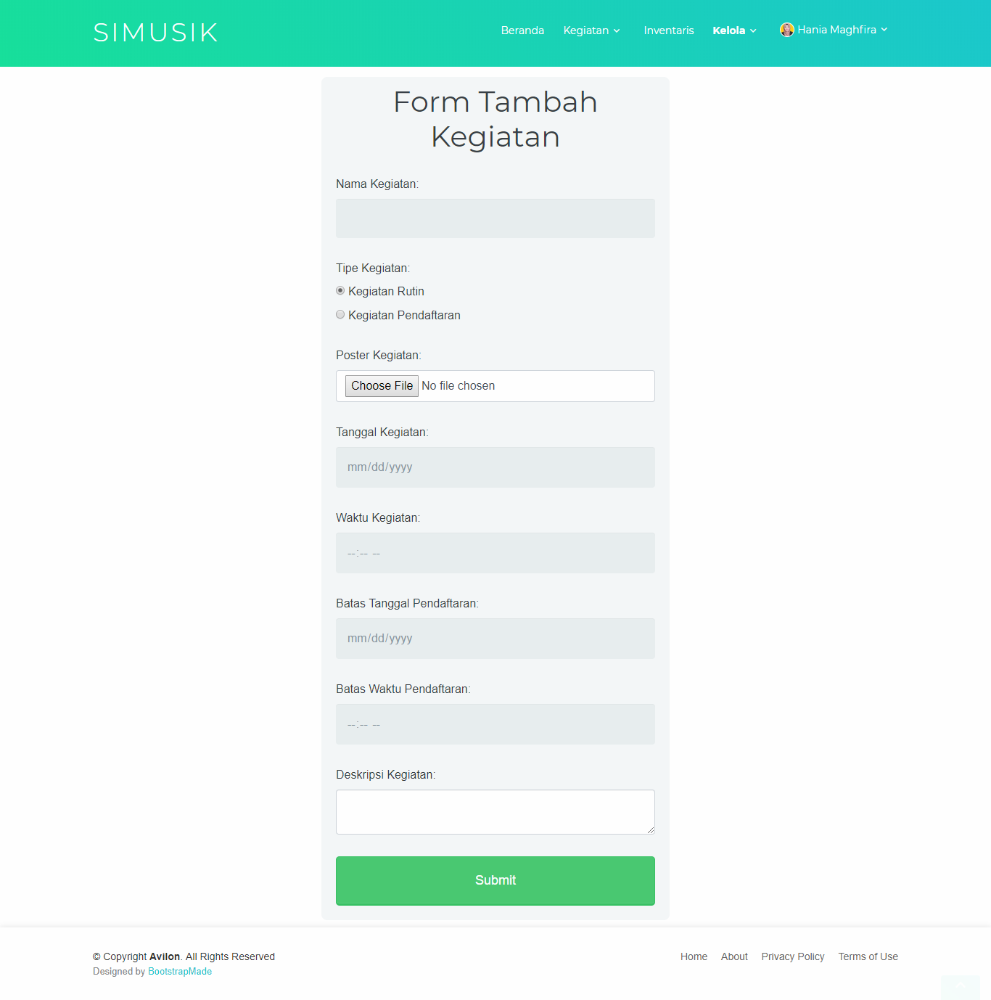 SIMUSIK
Beranda Kegiatan Inventaris Kelola Hania Maghfira
Form Tambah
Kegiatan
Nama Kegiatan:
Tipe Kegiatan:
Kegiatan Rutin
Kegiatan Pendaftaran
Poster Kegiatan:
Choose File No file chosen
Tanggal Kegiatan:
mm/dd/yyyy
Waktu Kegiatan:
--:-- --
Batas Tanggal Pendaftaran:
mm/dd/yyyy
Batas Waktu Pendaftaran:
--:-- --
Deskripsi Kegiatan:
Submit
© Copyright Avilon. All Rights Reserved
Designed by BootstrapMade
Home About Privacy Policy Terms of Use